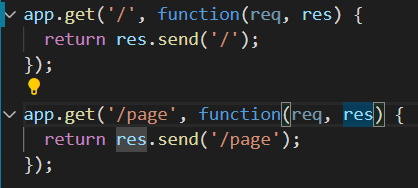 app.get('/', function(req, res) {
  return res.send('/');
});

app.get('/page', function(req, res) {
  return res.send('/page');
});